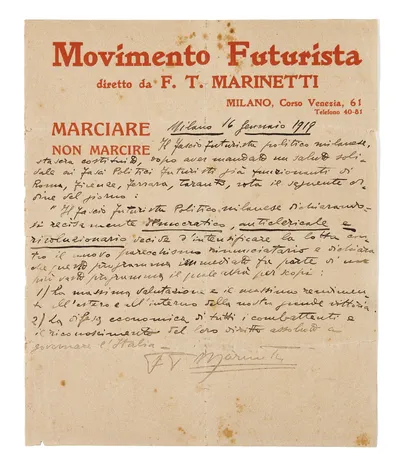 Movimento Futurista
diretto da F. T. MARINETTI
MILANO, Corso Venezia, 61
Telefono 40-81
MARCIARE
NON MARCIRE
Milano 16 Gennaio 1919
Il Fascio futurista politico milanese,
stasera costituito, dopo aver mandato un saluto soli-
dale ai Fasci Politici Futuristi già funzionanti di
Roma, Firenze, Ferrara, Taranto, vota il seguente or-
dine del giorno:
"Il Fascio Futurista Politico milanese dichiarando-
si recisamente democratico, anticlericale e
rivoluzionario decide d'intensificare la lotta con-
tro il nuovo parecchismo rinunciatario e dichiara
che questo programma immediato fa parte di un
più vasto programma il quale
1) La massima valutazione e il massimo rendimento
all'estero e all'interno della nostra grande vittoria
2) La difesa economica di tutti i combattenti e
il riconoscimento del loro diritto assoluto a
governare l'Italia —
F T Marinetti